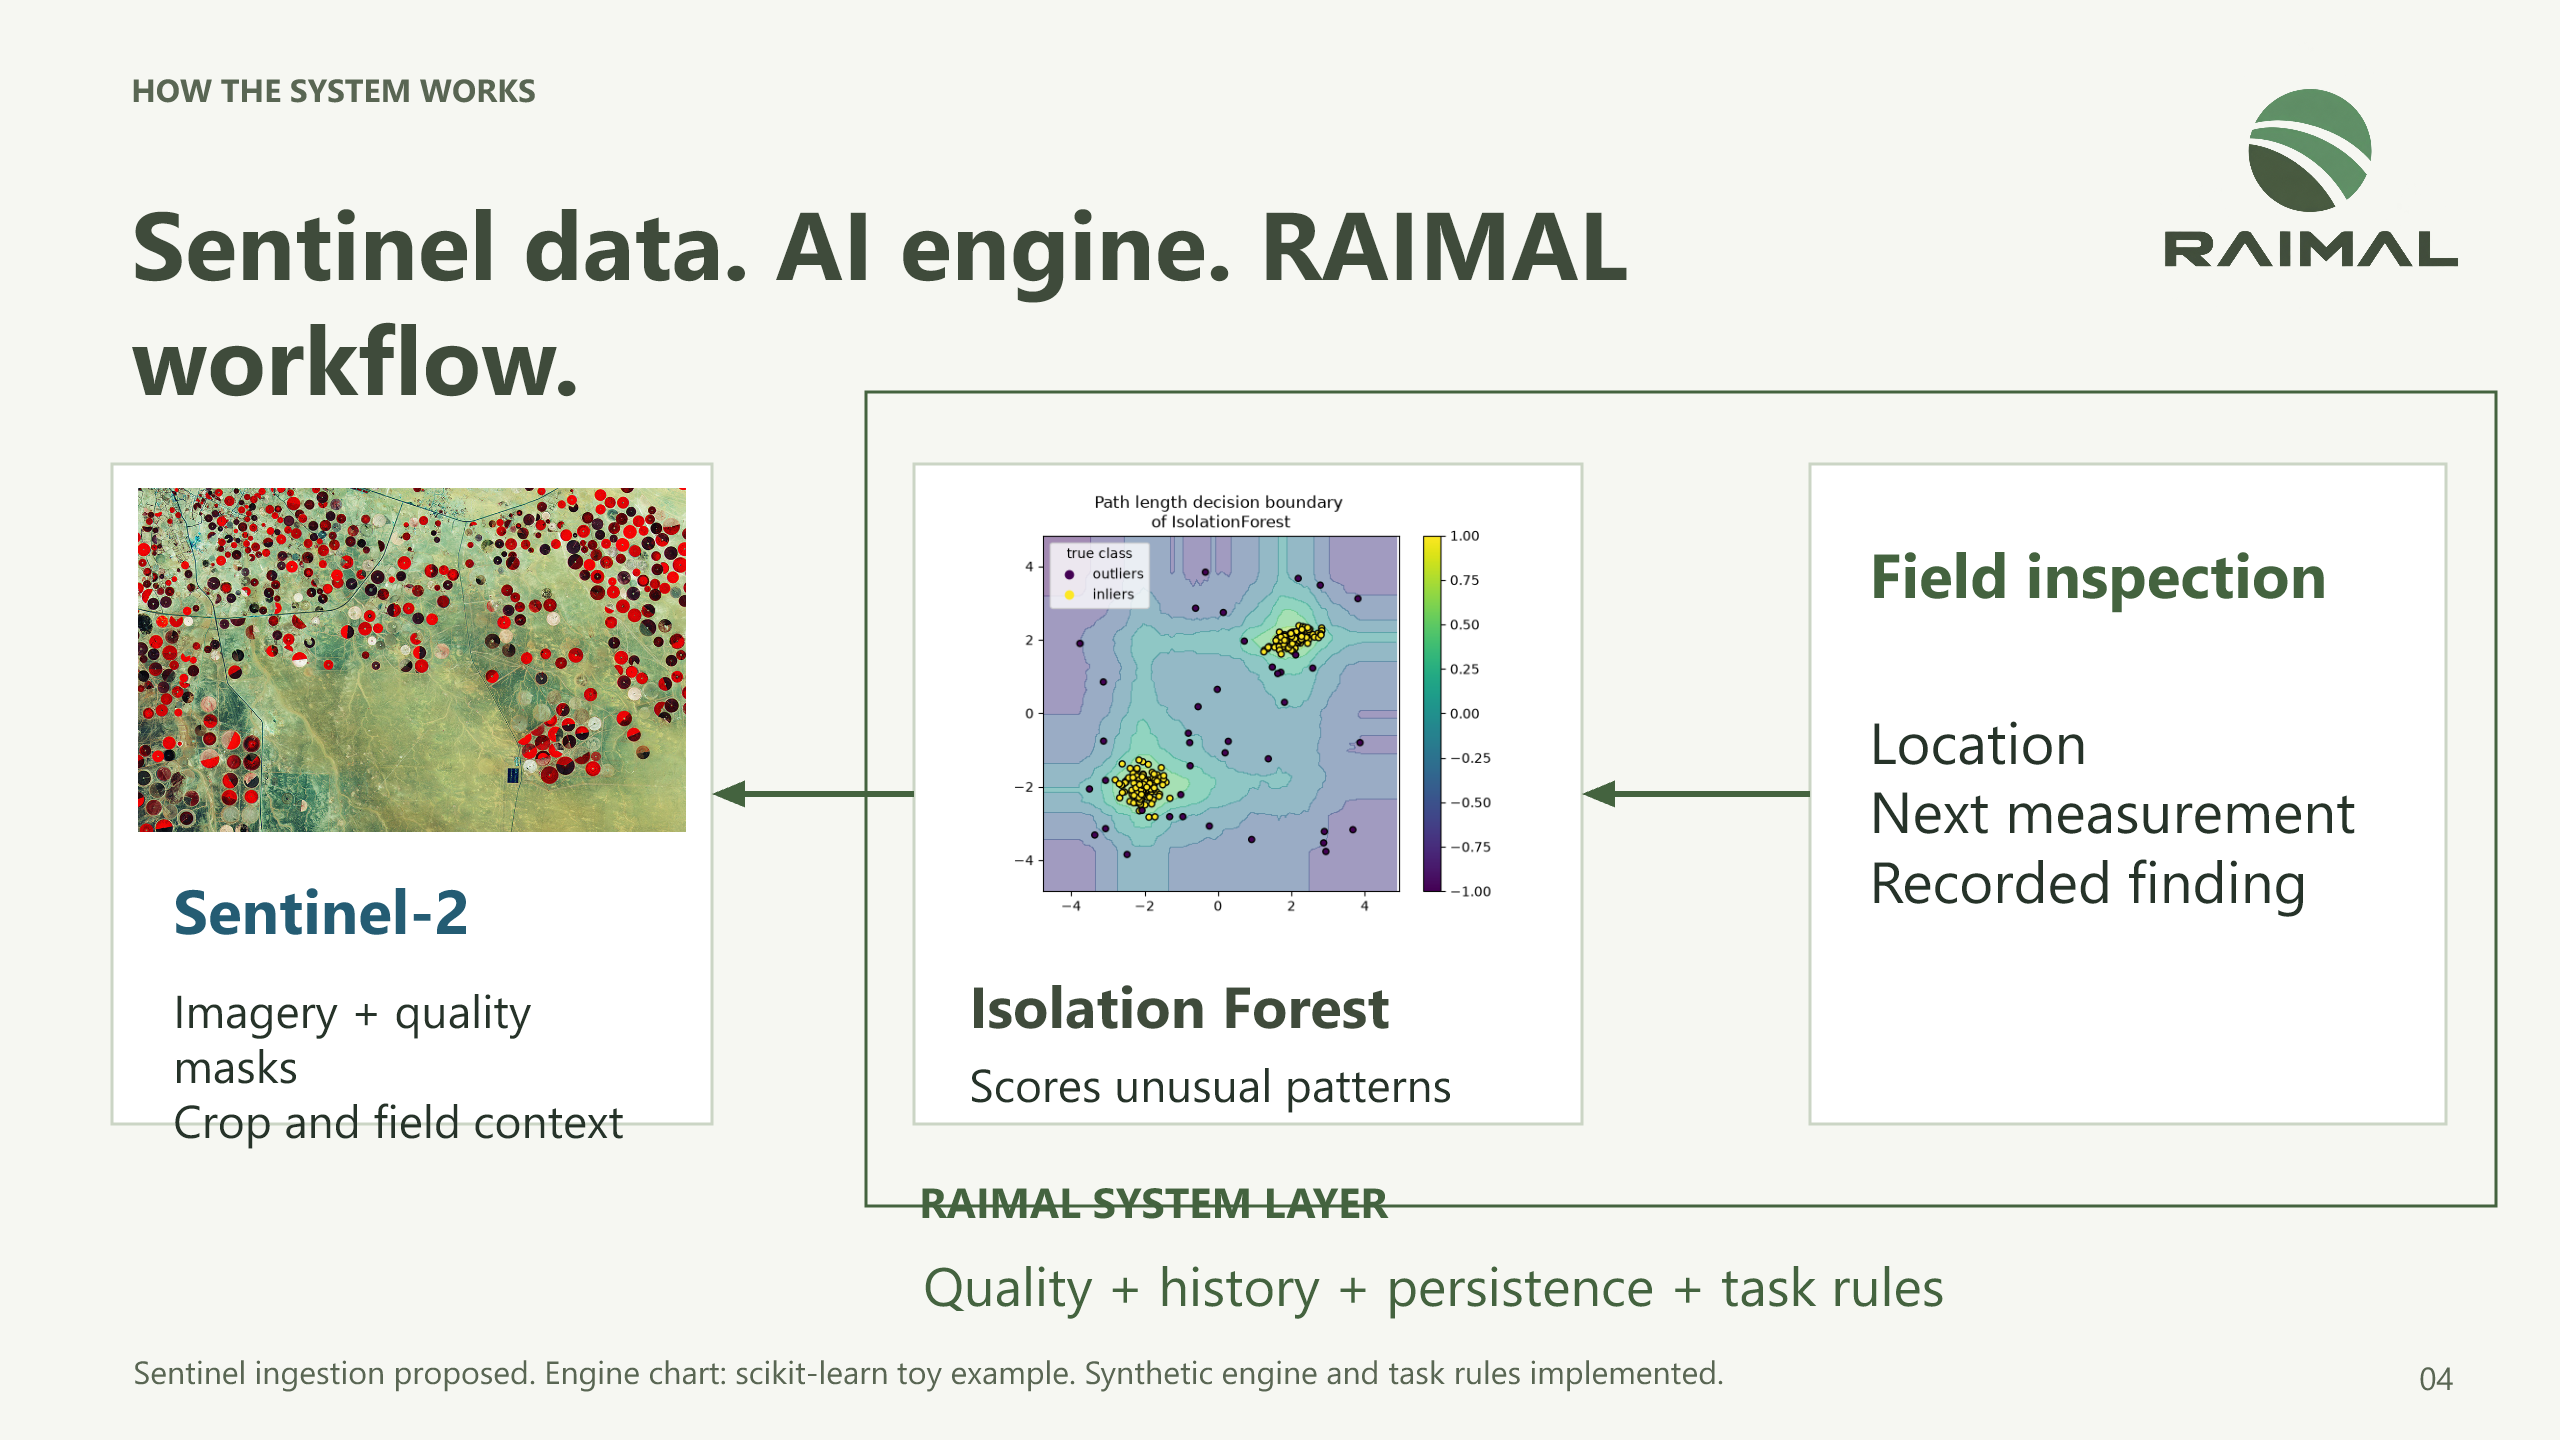 HOW THE SYSTEM WORKS
RAIMAL
Sentinel data. AI engine. RAIMAL
workflow.
Sentinel-2
Imagery + quality
masks
Crop and field context
Path length decision boundary
of IsolationForest
true class
outliers
inliers
4
2
0
−2
−4
−4
−2
0
2
4
1.00
0.75
0.50
0.25
0.00
−0.25
−0.50
−0.75
−1.00
Isolation Forest
Scores unusual patterns
Field inspection
Location
Next measurement
Recorded finding
RAIMAL SYSTEM LAYER
Quality + history + persistence + task rules
Sentinel ingestion proposed. Engine chart: scikit-learn toy example. Synthetic engine and task rules implemented.
04